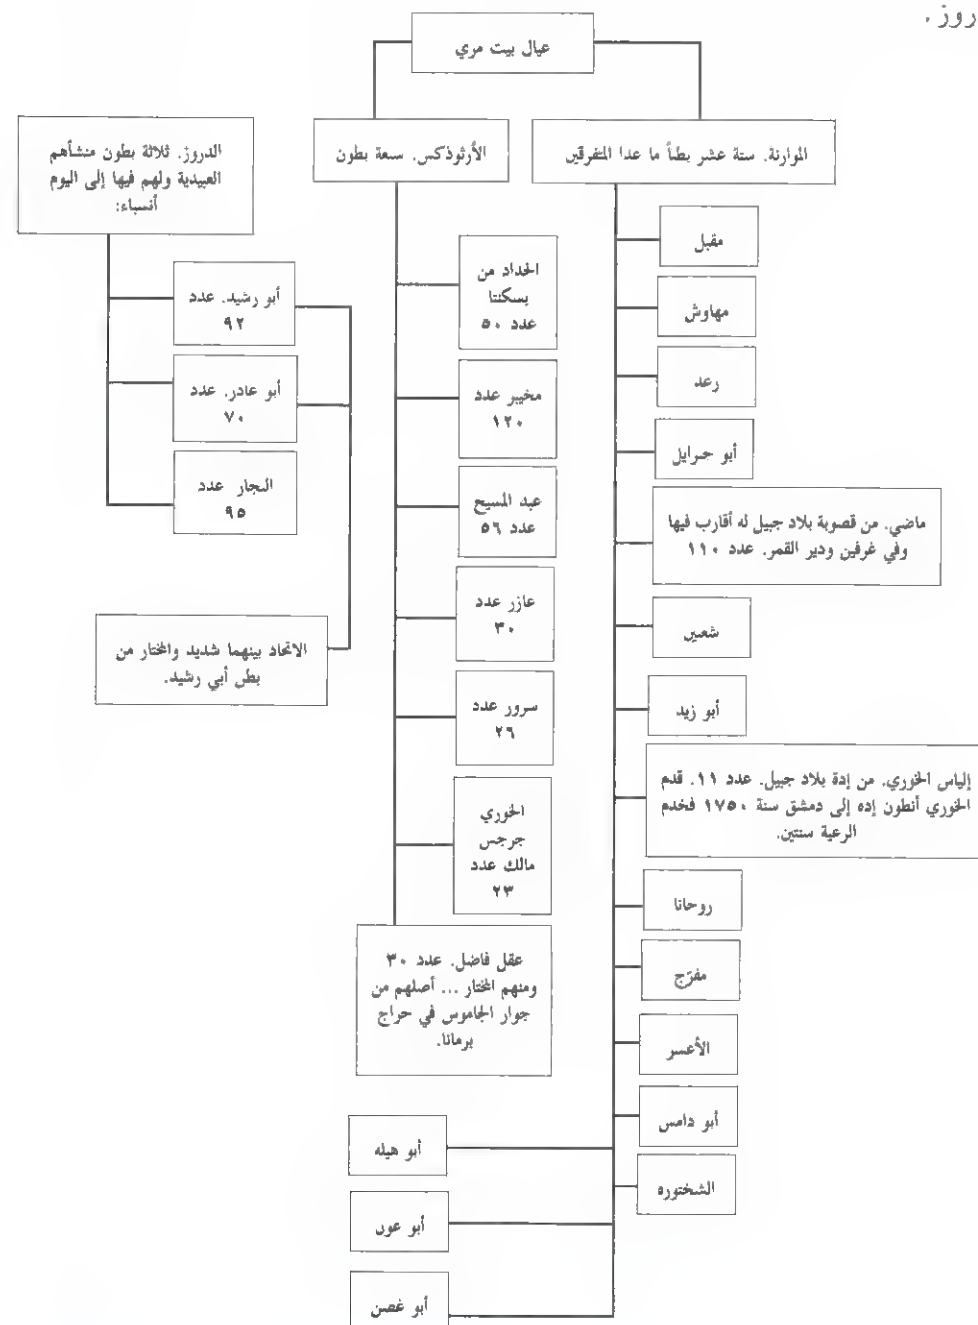 روز.
عيال بيت مري
الموارنة. ستة عشر بطناً ما عدا المتفرقين
مقبل
مهاوش
رعد
أبو جبرايل
ماضي. من قصوبة بلاد جبيل له أقارب فيها
وفي غرفين ودير القمر. عدد ١١٠
شعنين
أبو زيد
إلياس الخوري. من إدة بلاد جبيل. عدد ١١. قدم
الخوري أنطون إده إلى دمشق سنة ١٧٥٠ فخدم
الرعية سنتين.
روحانا
مفرّج
الأعسر
أبو دامس
الشختوره
أبو هيله
أبو عون
أبو غصن
الأرثوذكس. سبعة بطون
الحداد من
بسكنتا
عدد ٥٠
مخيبر عدد
١٢٠
عبد المسيح
عدد ٥٦
عازر عدد
٣٠
سرور عدد
٢٦
الخوري
جرجس
مالك عدد
٢٣
عقل فاضل. عدد ٣٠
ومنهم المختار ... أصلهم من
جوار الجاموس في حراج
برمانا.
الدروز. ثلاثة بطون منشأهم
العبيدية ولهم فيها إلى اليوم
أنسباء:
أبو رشيد. عدد
٩٢
أبو عادر. عدد
٧٠
النجار عدد
٩٥
الاتحاد بينهما شديد والمختار من
بطن أبي رشيد.